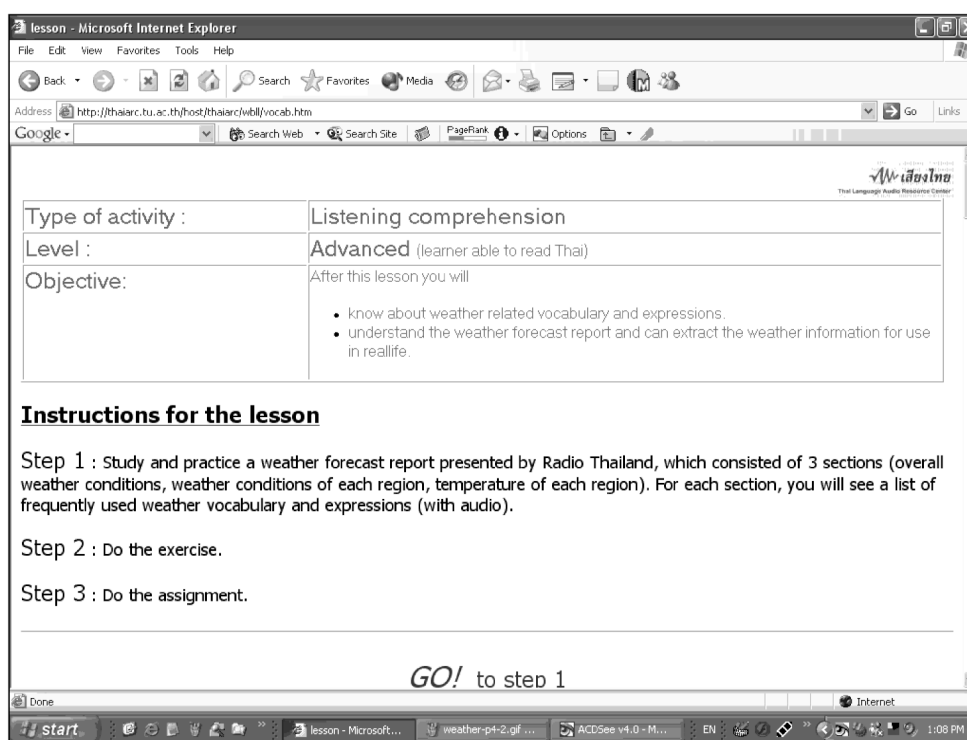 lesson - Microsoft Internet Explorer
File Edit View Favorites Tools Help
Back Search Favorites Media
Address http://thaiarc.tu.ac.th/host/thaiarc/wbll/vocab.htm Go Links
Google Search Web Search Site PageRank Options
เสียงไทย
Thai Language Audio Resource Center
Type of activity : Listening comprehension
Level : Advanced (learner able to read Thai)
Objective: After this lesson you will
know about weather related vocabulary and expressions.
understand the weather forecast report and can extract the weather information for use
in reallife.
Instructions for the lesson
Step 1 : Study and practice a weather forecast report presented by Radio Thailand, which consisted of 3 sections (overall
weather conditions, weather conditions of each region, temperature of each region). For each section, you will see a list of
frequently used weather vocabulary and expressions (with audio).
Step 2 : Do the exercise.
Step 3 : Do the assignment.
GO! to step 1
Done Internet
start lesson - Microsoft... weather-p4-2.gif ... ACDSee v4.0 - M... EN 1:08 PM